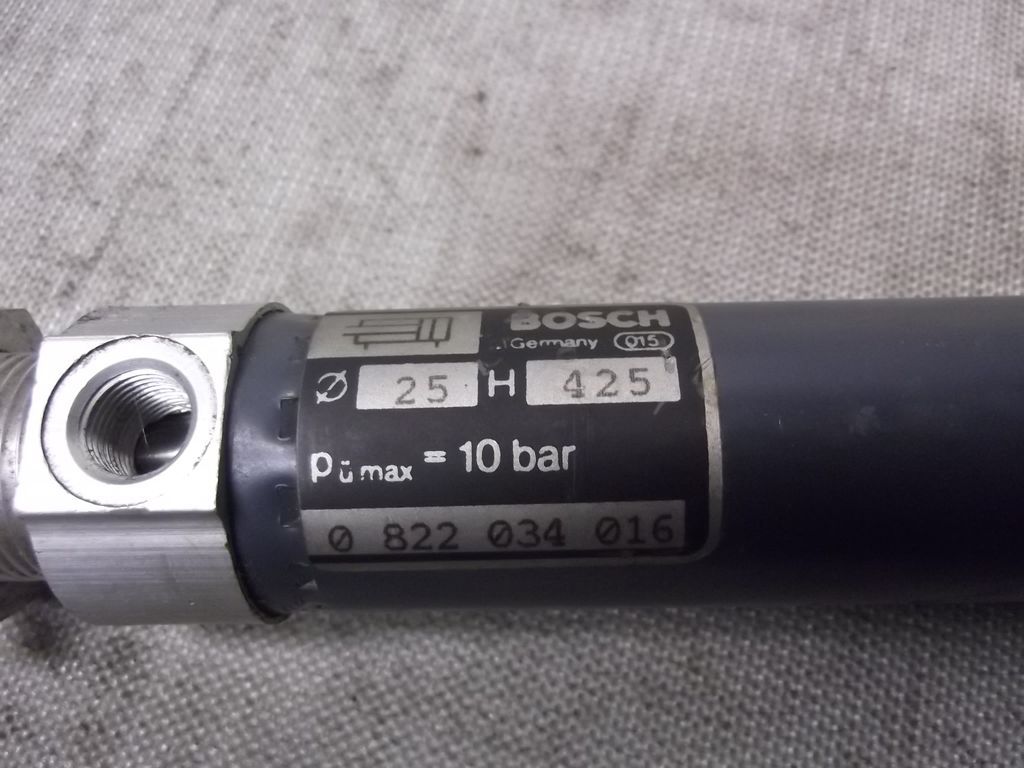 BOSCH
Germany 015
Ø 25 H 425
pü max = 10 bar
0 822 034 016